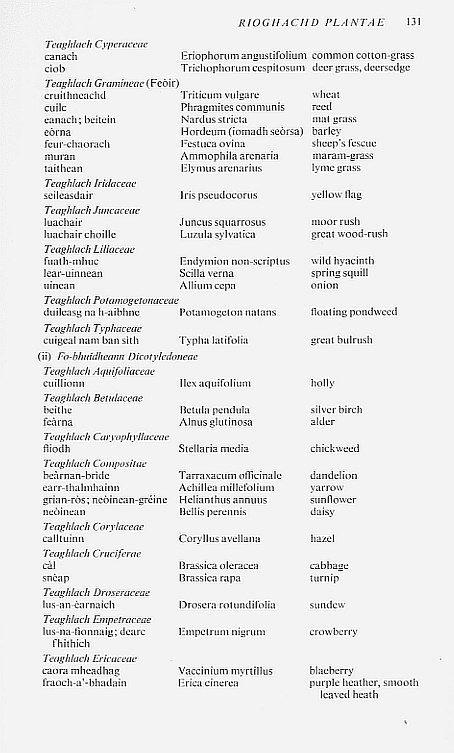 RIOGHACHD PLANTAE 131
Teaghlach Cyperaceae
canach Eriophorum angustifolium common cotton-grass
ciob Trichophorum cespitosum deer grass, deersedge
Teaghlach Gramineae (Feòir)
cruithneachd Triticum vulgare wheat
cuilc Phragmites communis reed
eanach; beitein Nardus stricta mat grass
eòrna Hordeum (iomadh seòrsa) barley
feur-chaorach Festuca ovina sheep's fescue
muran Ammophila arenaria maram-grass
taithean Elymus arenarius lyme grass
Teaghlach Iridaceae
seileasdair Iris pseudocorus yellow flag
Teaghlach Juncaceae
luachair Juncus squarrosus moor rush
luachair choille Luzula sylvatica great wood-rush
Teaghlach Liliaceae
fuath-mhuc Endymion non-scriptus wild hyacinth
lear-uinnean Scilla verna spring squill
uinean Allium cepa onion
Teaghlach Potamogetonaceae
duileasg na h-aibhne Potamogeton natans floating pondweed
Teaghlach Typhaceae
cuigeal nam ban sith Typha latifolia great bulrush
(ii) Fo-bhuidheann Dicotyledoneae
Teaghlach Aquifoliaceae
cuillionn Ilex aquifolium holly
Teaghlach Betulaceae
beithe Betula pendula silver birch
feàrna Alnus glutinosa alder
Teaghlach Caryophyllaceae
flìodh Stellaria media chickweed
Teaghlach Compositae
beàrnan-brìde Tarraxacum officinale dandelion
earr-thalmhainn Achillea millefolium yarrow
grian-ròs; neòinean-gréine Helianthus annuus sunflower
neòinean Bellis perennis daisy
Teaghlach Corylaceae
calltuinn Coryllus avellana hazel
Teaghlach Cruciferae
càl Brassica oleracea cabbage
snèap Brassica rapa turnip
Teaghlach Droseraceae
lus-an-èarnaich Drosera rotundifolia sundew
Teaghlach Empetraceae
lus-na-fionnaig; dearc Empetrum nigrum crowberry
fhithich
Teaghlach Ericaceae
caora mheadhag Vaccinium myrtillus blaeberry
fraoch-a'-bhadain Erica cinerea purple heather, smooth
leaved heath